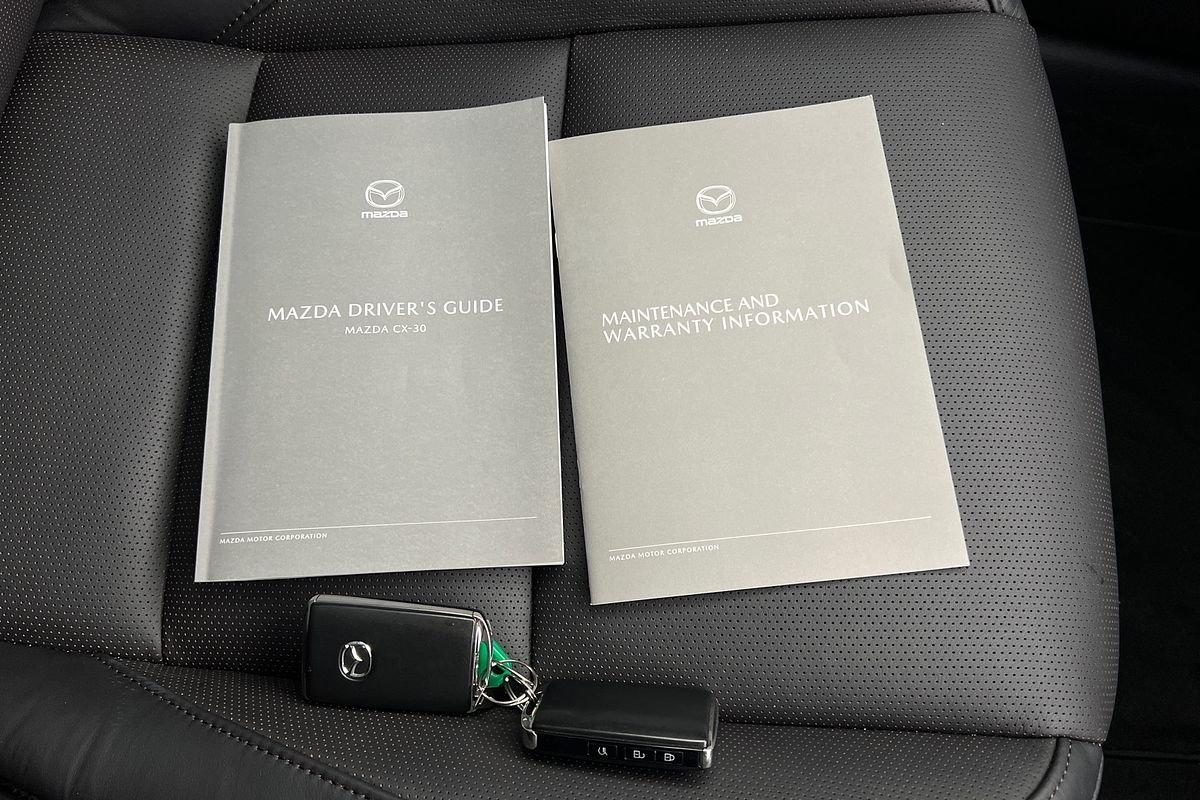 mazda
MAZDA DRIVER'S GUIDE
MAZDA CX-30
MAZDA MOTOR CORPORATION
mazda
MAINTENANCE AND
WARRANTY INFORMATION
MAZDA MOTOR CORPORATION